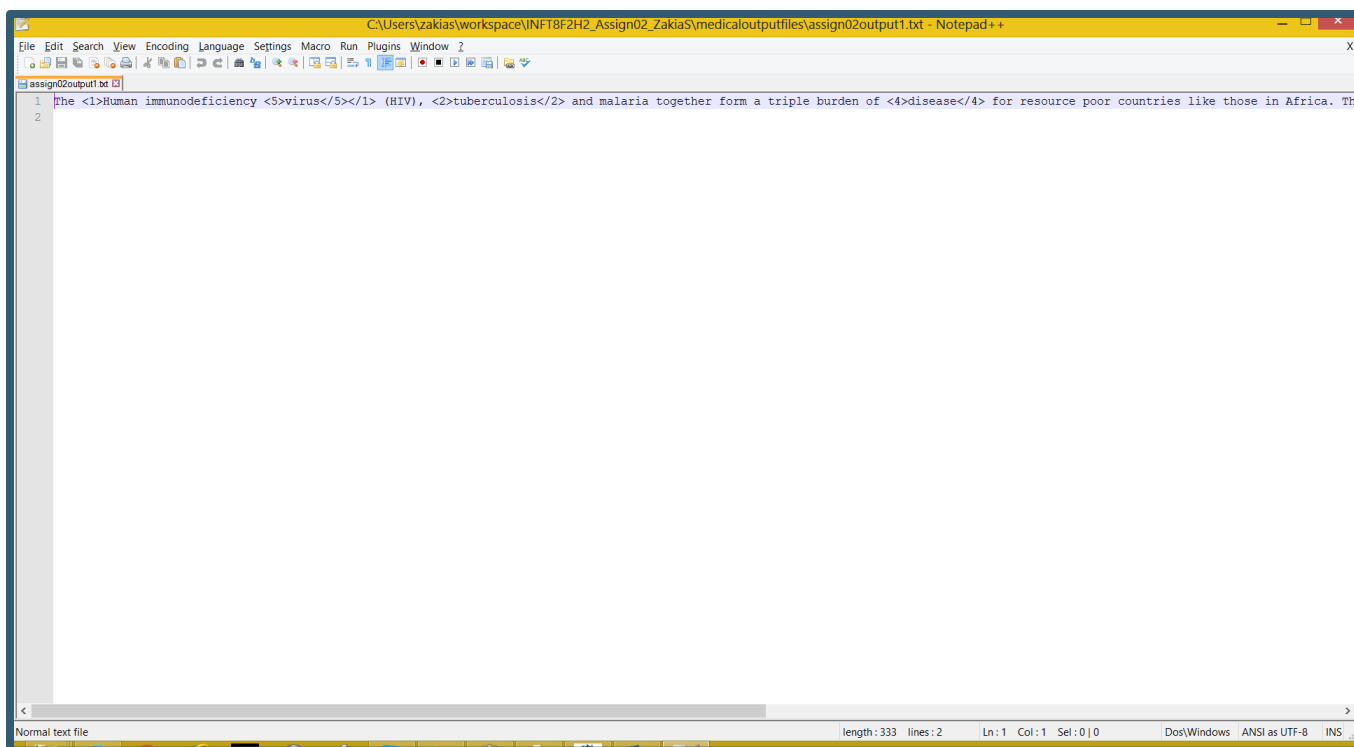 C:\Users\zakias\workspace\INFT8F2H2_Assign02_ZakiaS\medicaloutputfiles\assign02output1.txt - Notepad++
File Edit Search View Encoding Language Settings Macro Run Plugins Window ? X
assign02output1.txt
1 The <1>Human immunodeficiency <5>virus</5></1> (HIV), <2>tuberculosis</2> and malaria together form a triple burden of <4>disease</4> for resource poor countries like those in Africa. Th
2
Normal text file length : 333 lines : 2 Ln : 1 Col : 1 Sel : 0 | 0 Dos\Windows ANSI as UTF-8 INS